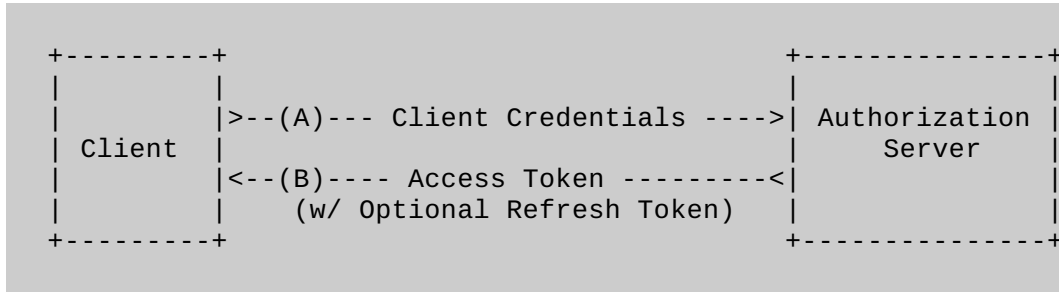 +---------+                                  +---------------+
|         |                                  |               |
|         |>--(A)--- Client Credentials ---->| Authorization |
| Client  |                                  |     Server    |
|         |<--(B)---- Access Token ---------<|               |
|         |    (w/ Optional Refresh Token)   |               |
+---------+                                  +---------------+